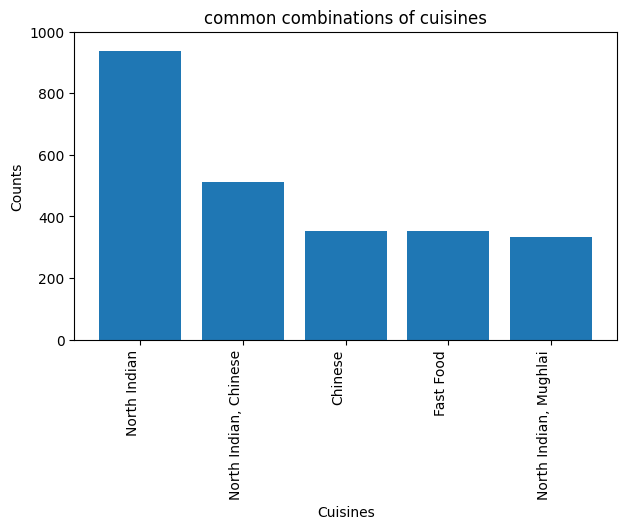 common combinations of cuisines
1000
800
600
400
200
0
Counts
North Indian
North Indian, Chinese
Chinese
Fast Food
North Indian, Mughlai
Cuisines